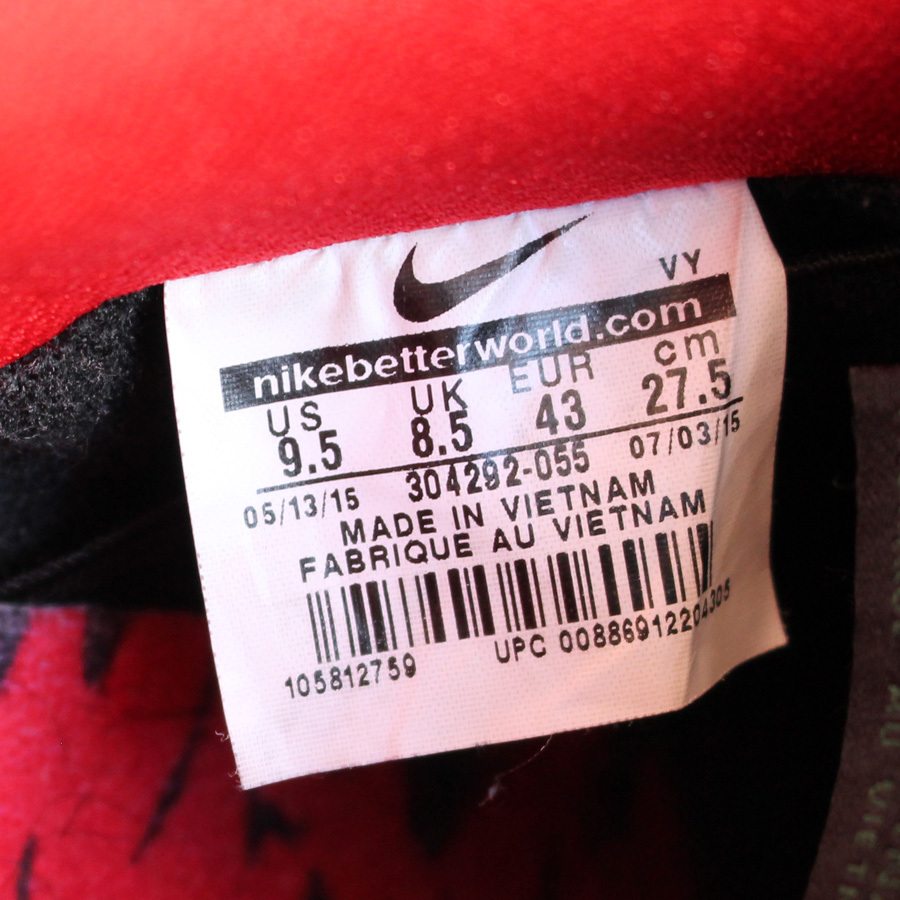 VY
nikebetterworld.com
US UK EUR cm
9.5 8.5 43 27.5
05/13/15 304292-055 07/03/15
MADE IN VIETNAM
FABRIQUE AU VIETNAM
105812759 UPC 00886912204305